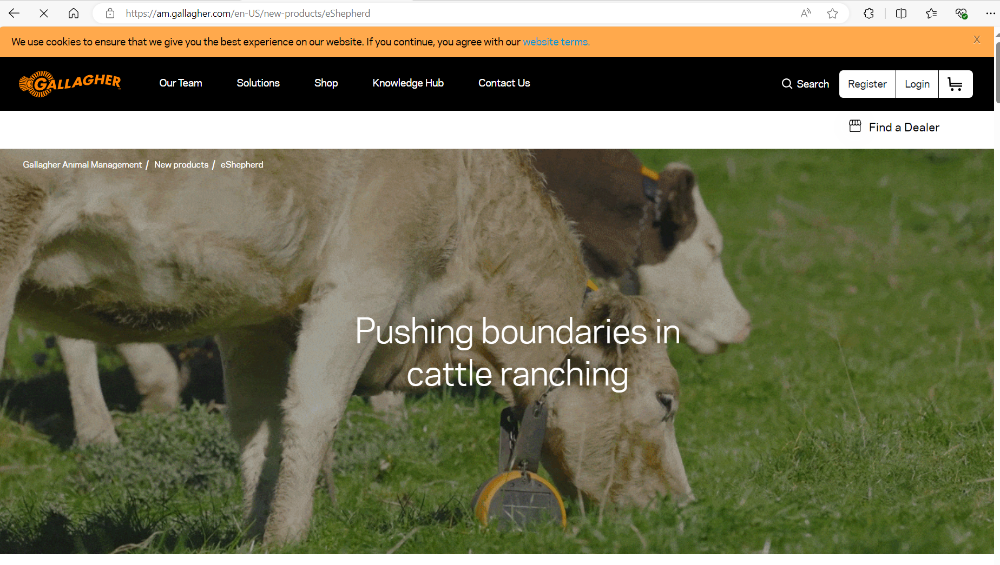 https://am.gallagher.com/en-US/new-products/eShepherd
We use cookies to ensure that we give you the best experience on our website. If you continue, you agree with our website terms.
X
GALLAGHER
Our Team
Solutions
Shop
Knowledge Hub
Contact Us
Search
Register
Login
Find a Dealer
Gallagher Animal Management / New products / eShepherd
Pushing boundaries in
cattle ranching